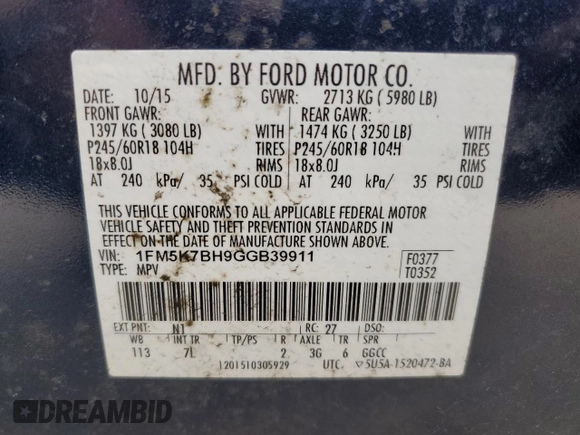 MFD. BY FORD MOTOR CO.
DATE: 10/15 GVWR: 2713 KG ( 5980 LB)
FRONT GAWR: REAR GAWR:
1397 KG ( 3080 LB) WITH 1474 KG ( 3250 LB) WITH
P245/60R18 104H TIRES P245/60R18 104H TIRES
18x8.0J RIMS 18x8.0J RIMS
AT 240 kPa/ 35 PSI COLD AT 240 kPa/ 35 PSI COLD
THIS VEHICLE CONFORMS TO ALL APPLICABLE FEDERAL MOTOR
VEHICLE SAFETY AND THEFT PREVENTION STANDARDS IN
EFFECT ON THE DATE OF MANUFACTURE SHOWN ABOVE.
VIN: 1FM5K7BH9GGB39911 F0377
TYPE: MPV T0352
EXT PNT: N1 RC: 27 DSO:
WB INT TR TP/PS R AXLE TR SPR
113 7L 2 3G 6 GGCC
1201510305929 UTC. ▽5U5A-1520472-BA
DREAMBID